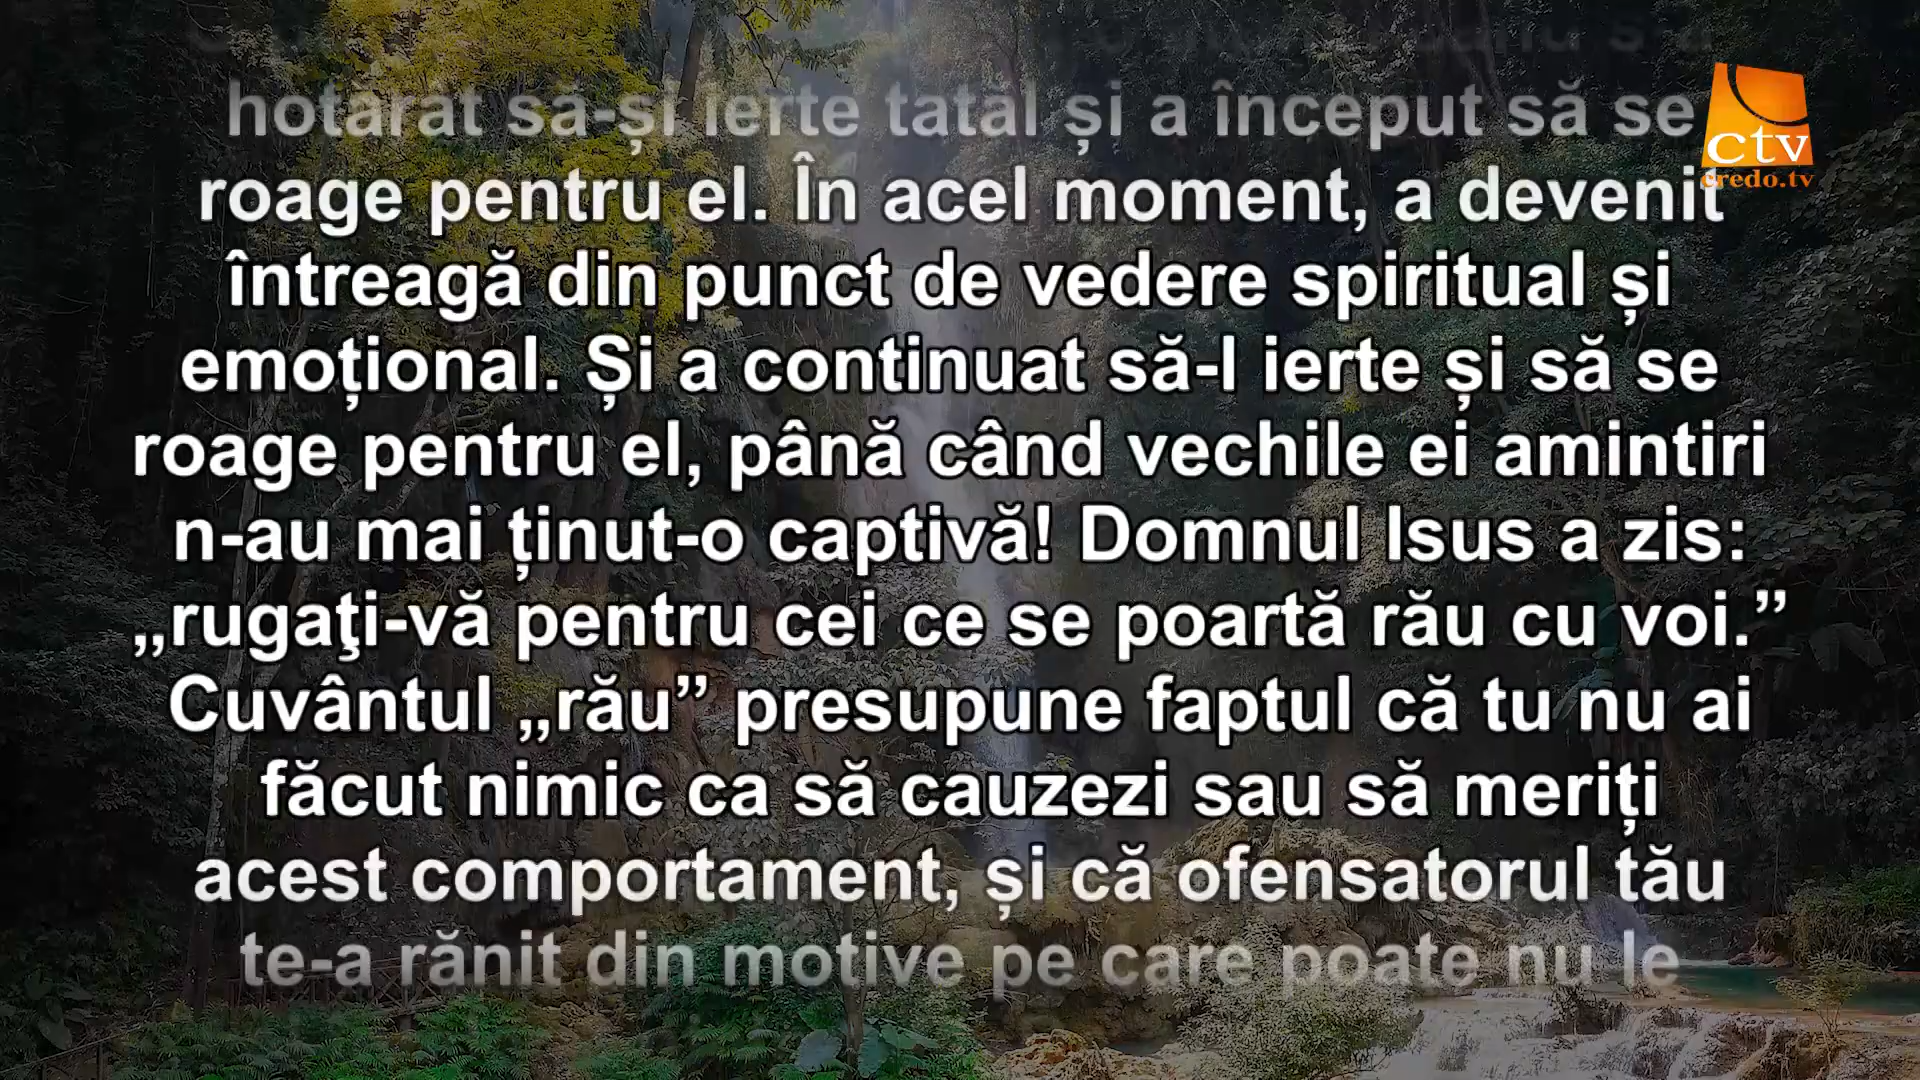 hotărât să-și ierte tatăl și a început să se
roage pentru el. În acel moment, a devenit
întreagă din punct de vedere spiritual și
emoțional. Și a continuat să-l ierte și să se
roage pentru el, până când vechile ei amintiri
n-au mai ținut-o captivă! Domnul Isus a zis:
„rugaţi-vă pentru cei ce se poartă rău cu voi.”
Cuvântul „rău” presupune faptul că tu nu ai
făcut nimic ca să cauzezi sau să meriți
acest comportament, și că ofensatorul tău
te-a rănit din motive pe care poate nu le
ctv
credo.tv